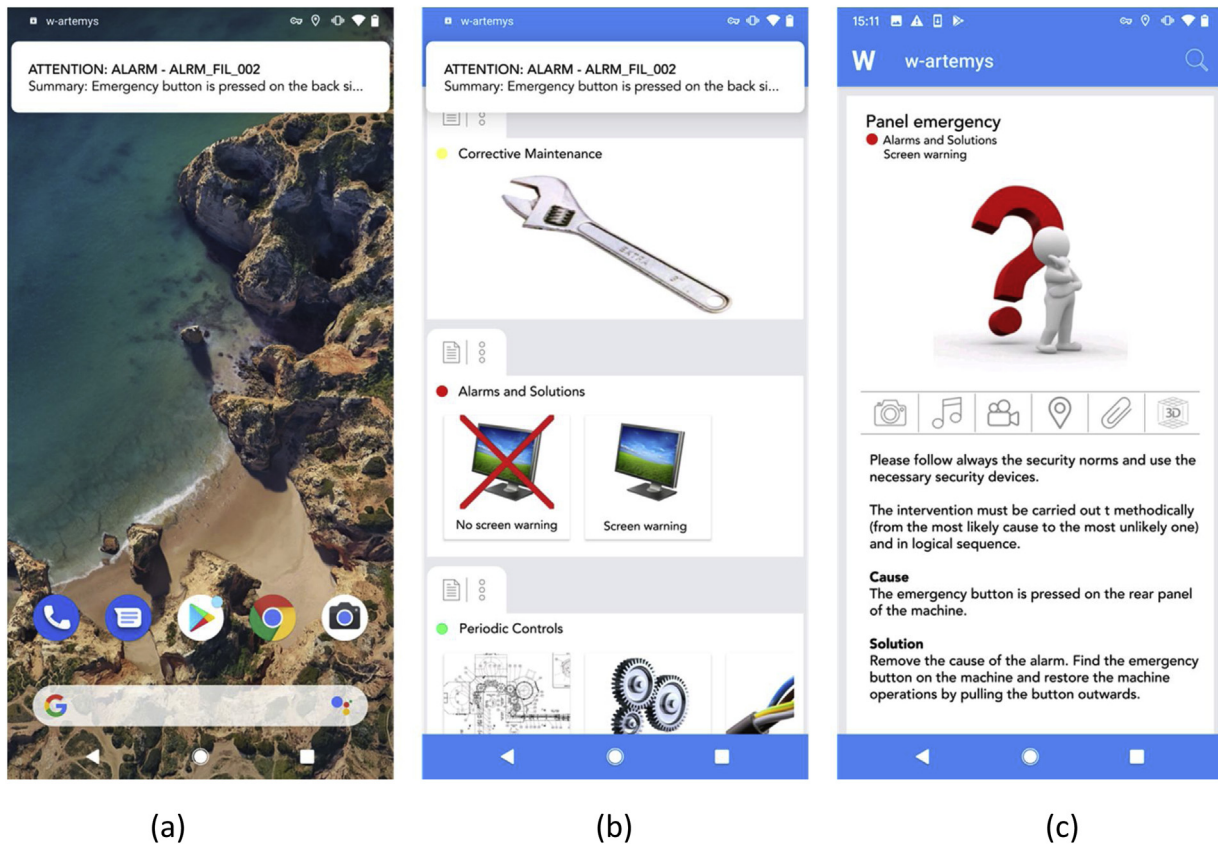 w-artemys
ATTENTION: ALARM - ALRM_FIL_002
Summary: Emergency button is pressed on the back si...
(a)
w-artemys
ATTENTION: ALARM - ALRM_FIL_002
Summary: Emergency button is pressed on the back si...
Corrective Maintenance
Alarms and Solutions
No screen warning
Screen warning
Periodic Controls
(b)
15:11
W w-artemys
Panel emergency
Alarms and Solutions
Screen warning
3D
Please follow always the security norms and use the
necessary security devices.
The intervention must be carried out t methodically
(from the most likely cause to the most unlikely one)
and in logical sequence.
Cause
The emergency button is pressed on the rear panel
of the machine.
Solution
Remove the cause of the alarm. Find the emergency
button on the machine and restore the machine
operations by pulling the button outwards.
(c)